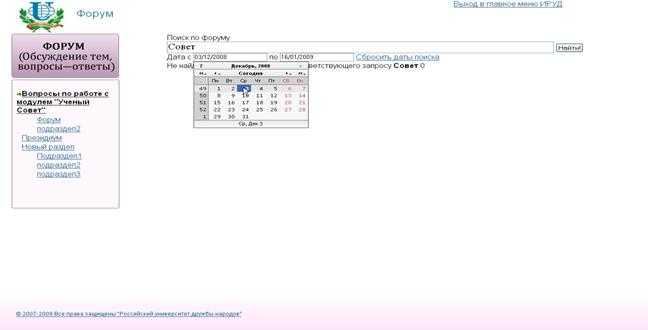 Форум
Выход в главное меню ИРУД
ФОРУМ
(Обсуждение тем,
вопросы—ответы)
Вопросы по работе с
модулем "Ученый
Совет"
Форум
подраздел2
Президиум
Новый раздел
Подраздел1
подраздел2
подраздел3
Поиск по форуму
Совет Найти!
Дата с 03/12/2008 по 16/01/2009 Сбросить даты поиска
Не найд ветствующего запросу Совет 0
? Декабрь, 2008 ×
«. ‹. Сегодня ›. ».
Пн Вт Ср Чт Пт Сб Вс
49 1 2 3 4 5 6 7
50 8 9 10 11 12 13 14
51 15 16 17 18 19 20 21
52 22 23 24 25 26 27 28
1 29 30 31
Ср, Дек 3
© 2007-2009 Все права защищены "Российский университет дружбы народов"